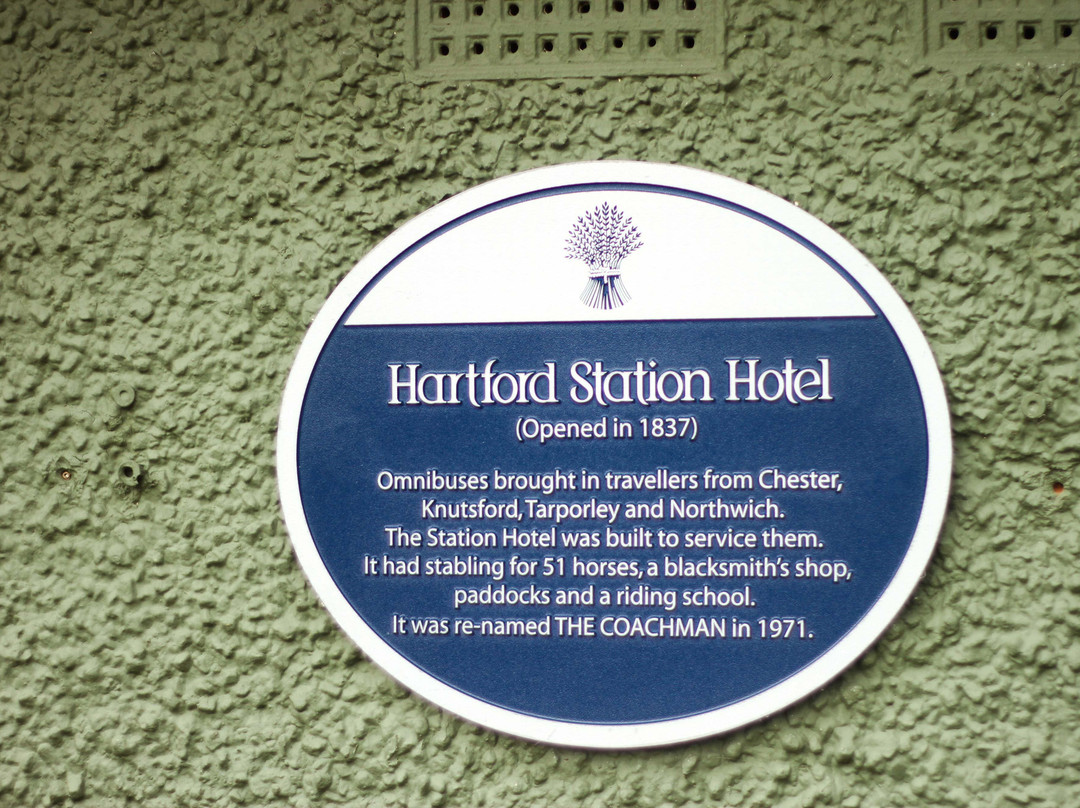 Hartford Station Hotel
(Opened in 1837)
Omnibuses brought in travellers from Chester,
Knutsford, Tarporley and Northwich.
The Station Hotel was built to service them.
It had stabling for 51 horses, a blacksmith's shop,
paddocks and a riding school.
It was re-named THE COACHMAN in 1971.